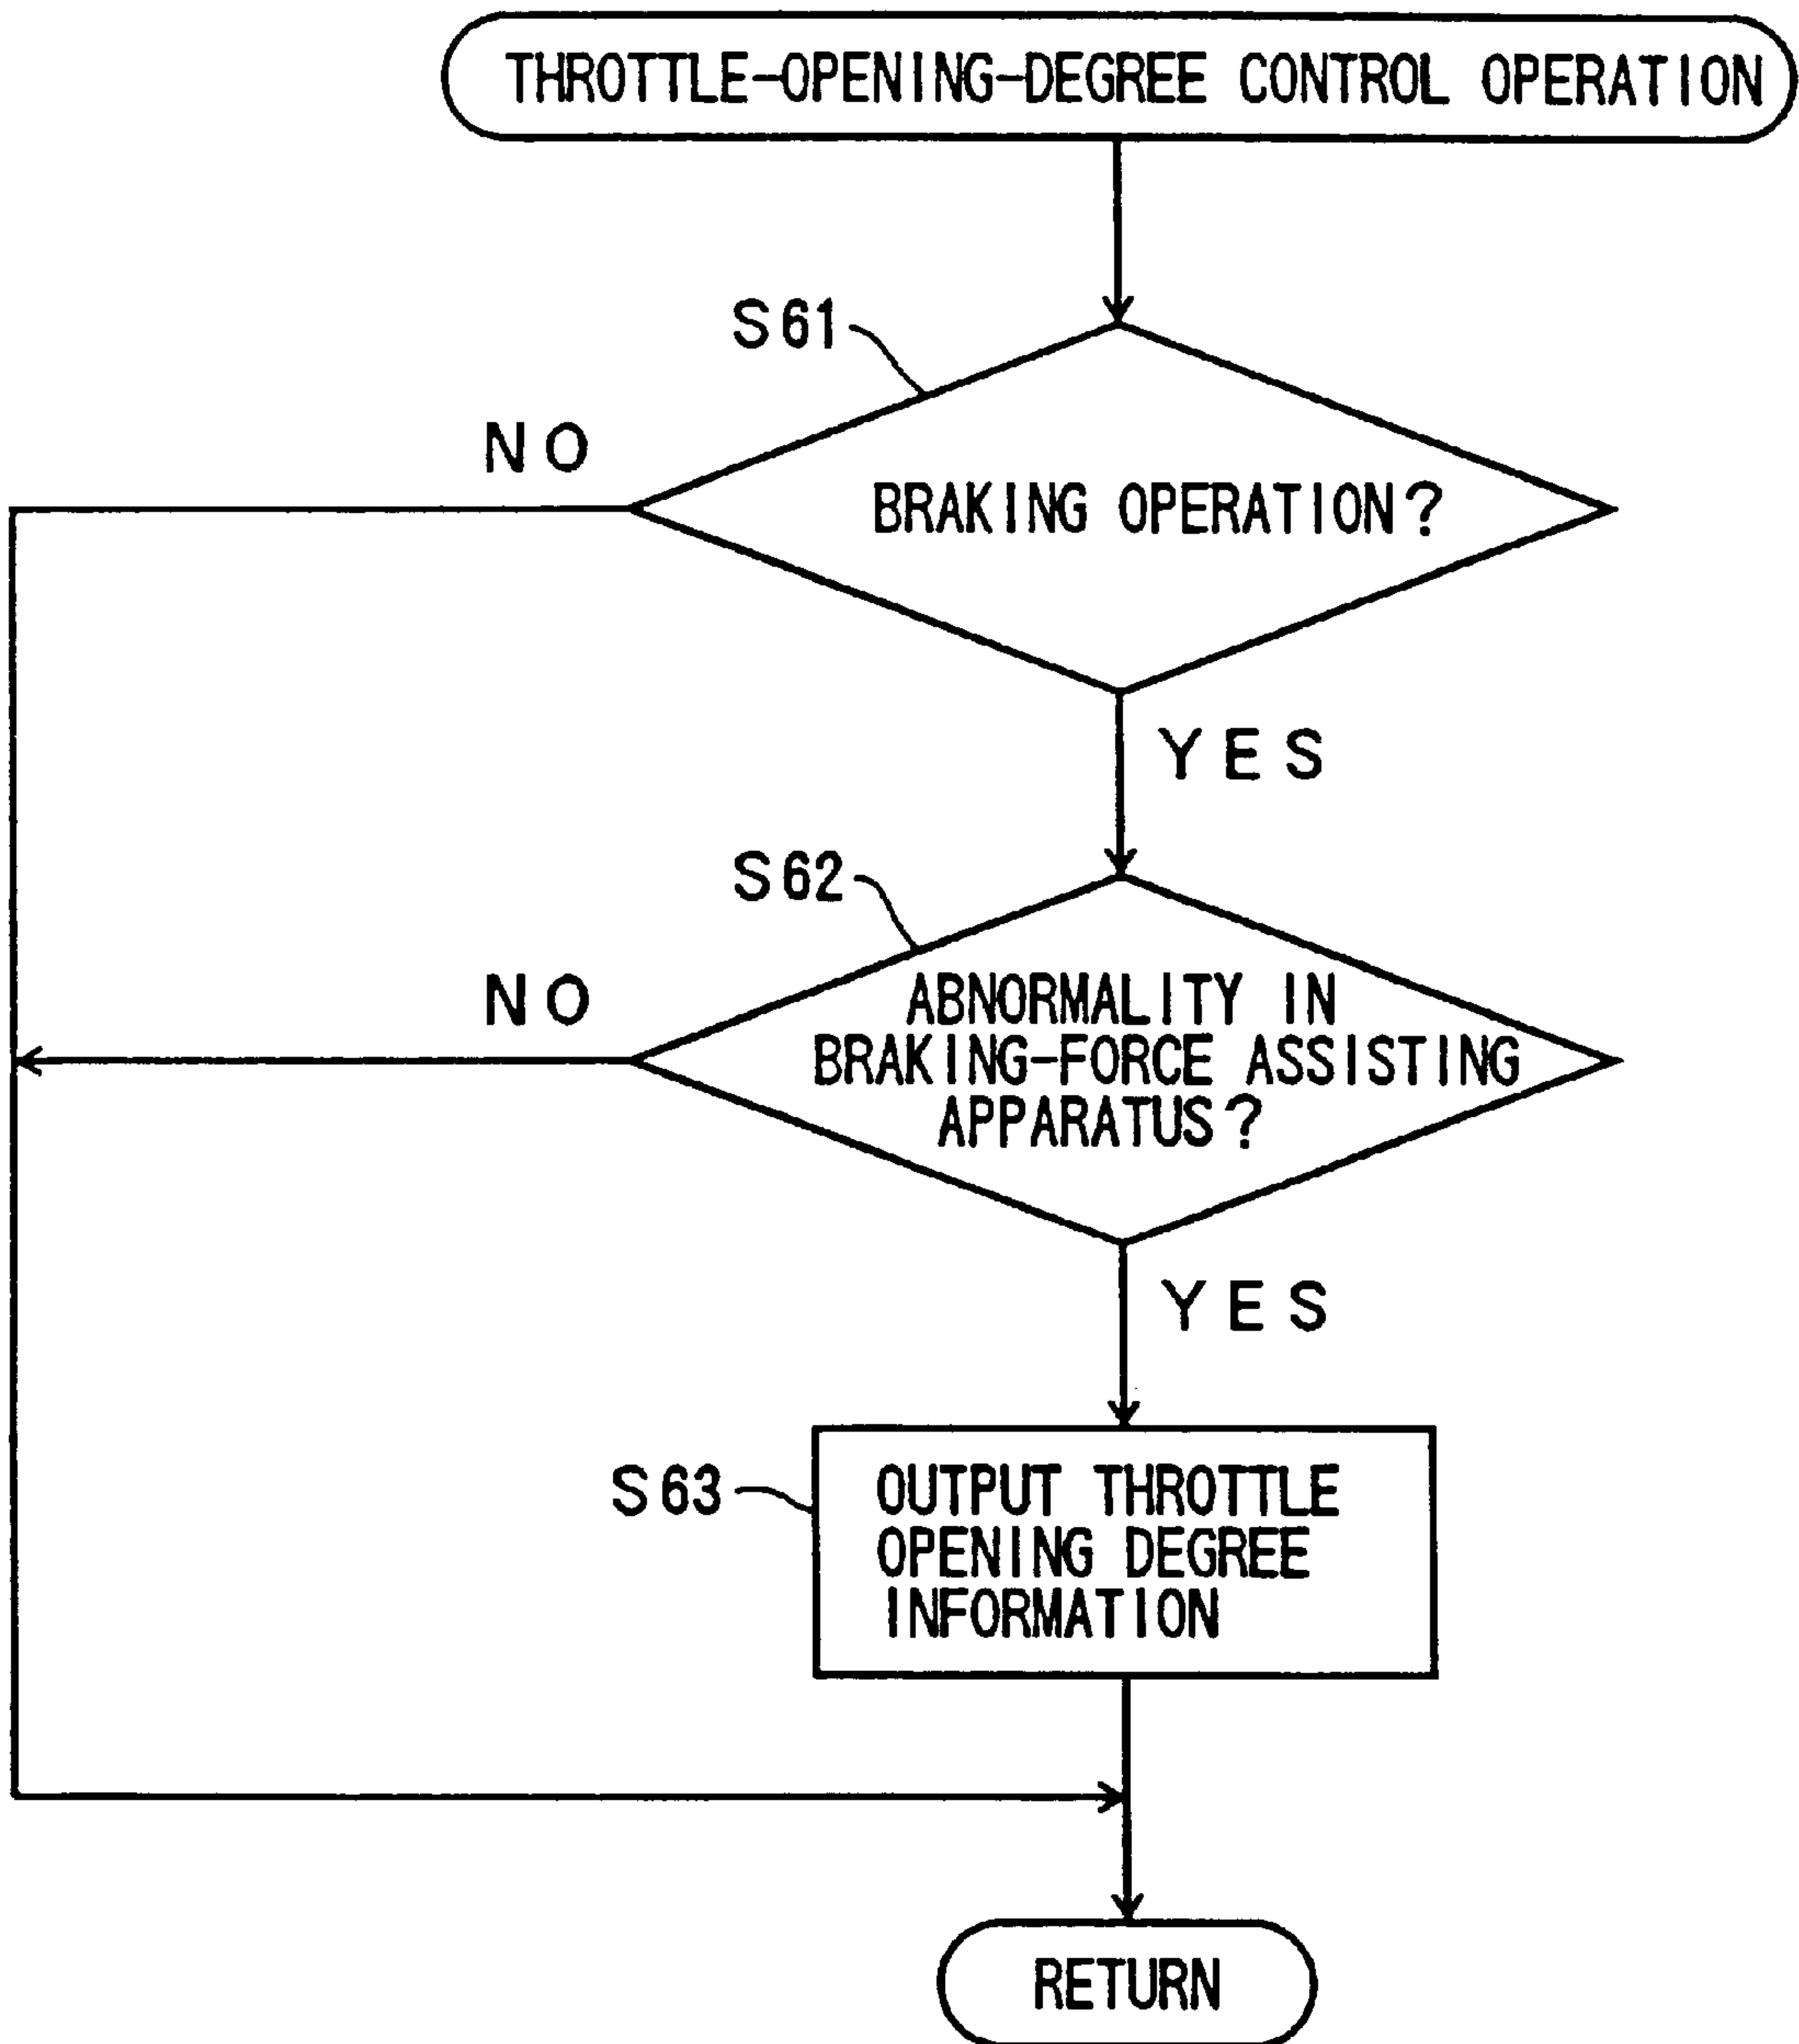 THROTTLE-OPENING-DEGREE CONTROL OPERATION
S61
NO
BRAKING OPERATION?
YES
S62
NO
ABNORMALITY IN
BRAKING-FORCE ASSISTING
APPARATUS?
YES
S63
OUTPUT THROTTLE
OPENING DEGREE
INFORMATION
RETURN